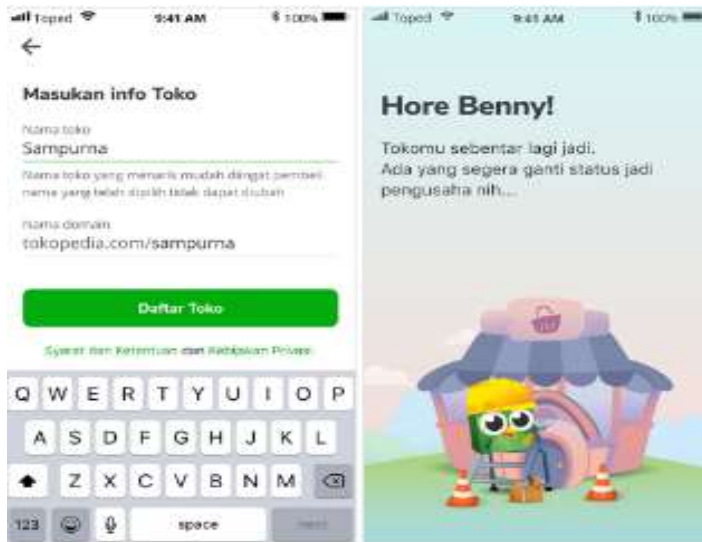 Toped 9:41 AM 100%
Masukan info Toko
Nama toko
Sampurna
Nama toko yang menarik mudah diingat pembeli
nama yang telah dipilih tidak dapat diubah
Nama domain
tokopedia.com/sampurna
Daftar Toko
Syarat dan Ketentuan dan Kebijakan Privasi
Q W E R T Y U I O P
A S D F G H J K L
Z X C V B N M
123 space next
Toped 9:41 AM 100%
Hore Benny!
Tokomu sebentar lagi jadi.
Ada yang segera ganti status jadi
pengusaha nih...